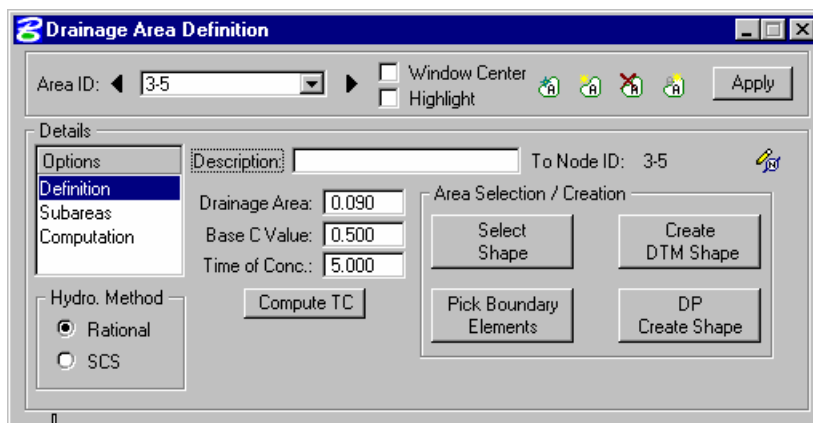 Drainage Area Definition
Area ID: 3-5
Window Center
Highlight
Apply
Details
Options
Definition
Subareas
Computation
Description:
To Node ID: 3-5
Drainage Area: 0.090
Base C Value: 0.500
Time of Conc.: 5.000
Compute TC
Area Selection / Creation
Select
Shape
Create
DTM Shape
Pick Boundary
Elements
DP
Create Shape
Hydro. Method
Rational
SCS